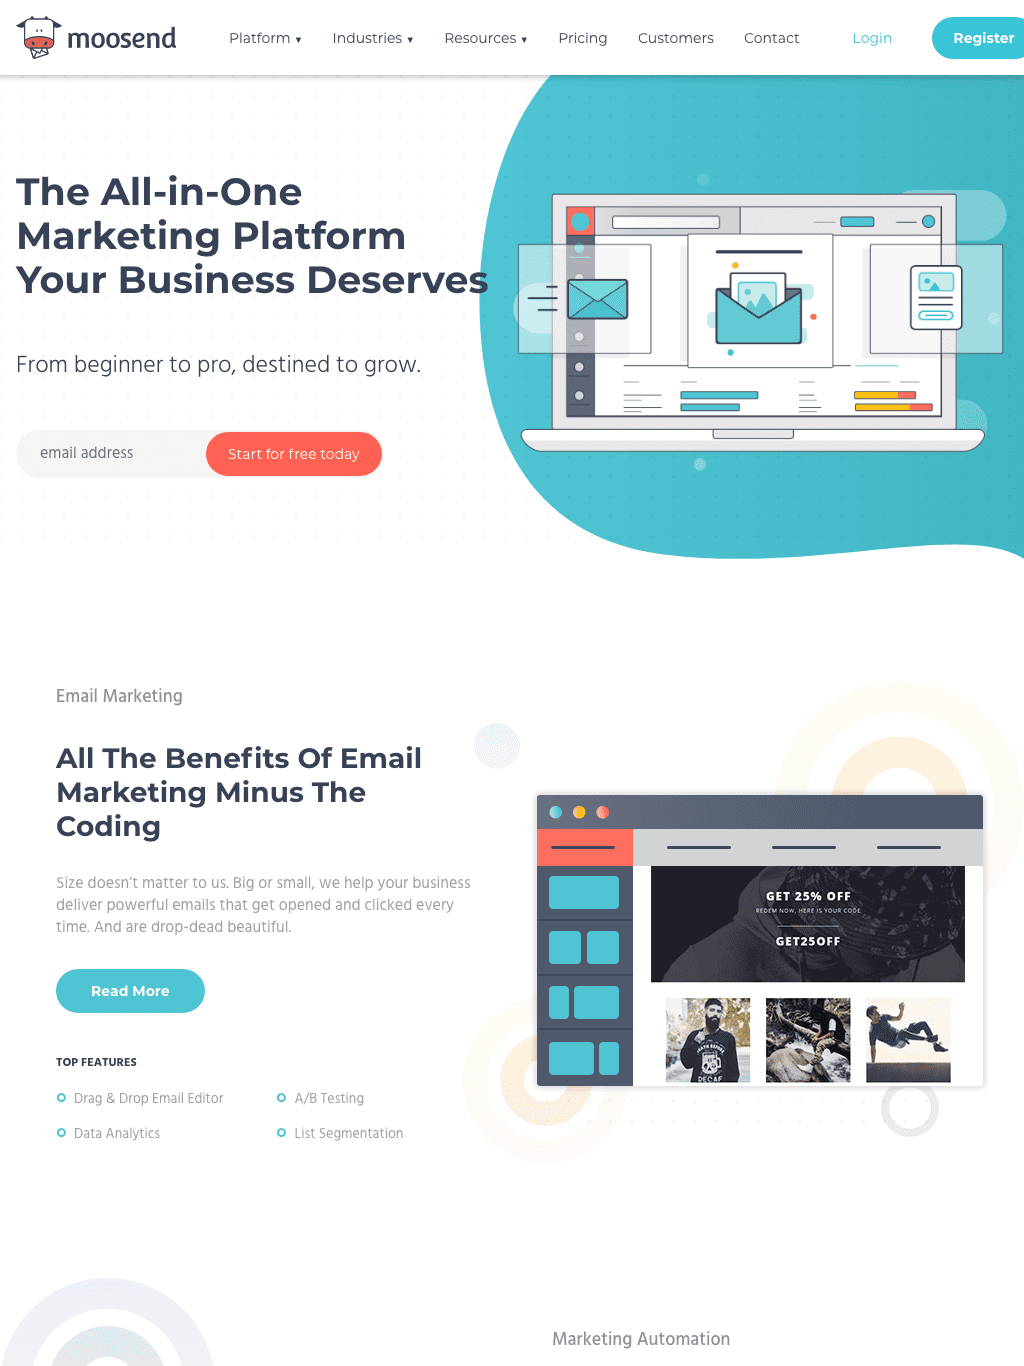 moosend
Platform ▼
Industries ▼
Resources ▼
Pricing
Customers
Contact
Login
Register
The All-in-One
Marketing Platform
Your Business Deserves
From beginner to pro, destined to grow.
email address
Start for free today
Email Marketing
All The Benefits Of Email
Marketing Minus The
Coding
Size doesn’t matter to us. Big or small, we help your business
deliver powerful emails that get opened and clicked every
time. And are drop-dead beautiful.
Read More
TOP FEATURES
Drag & Drop Email Editor
A/B Testing
Data Analytics
List Segmentation
GET 25% OFF
REDEEM NOW, HERE IS YOUR CODE
GET25OFF
DEATH BEFORE
DECAF
Marketing Automation